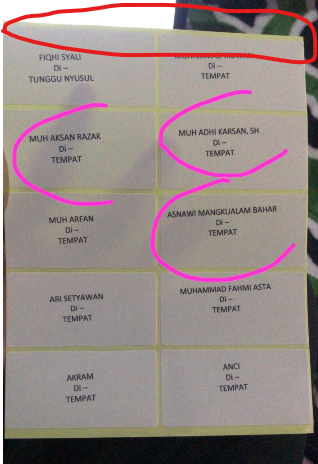 FIQHI SYALI
Di –
TUNGGU NYUSUL
Di –
TEMPAT
MUH AKSAN RAZAK
Di –
TEMPAT
MUH ADHI KARSAN, SH
Di –
TEMPAT
MUH ARFAN
Di –
TEMPAT
ASNAWI MANGKUALAM BAHAR
Di –
TEMPAT
ARI SETYAWAN
Di –
TEMPAT
MUHAMMAD FAHMI ASTA
Di –
TEMPAT
AKRAM
Di –
TEMPAT
ANCI
Di –
TEMPAT